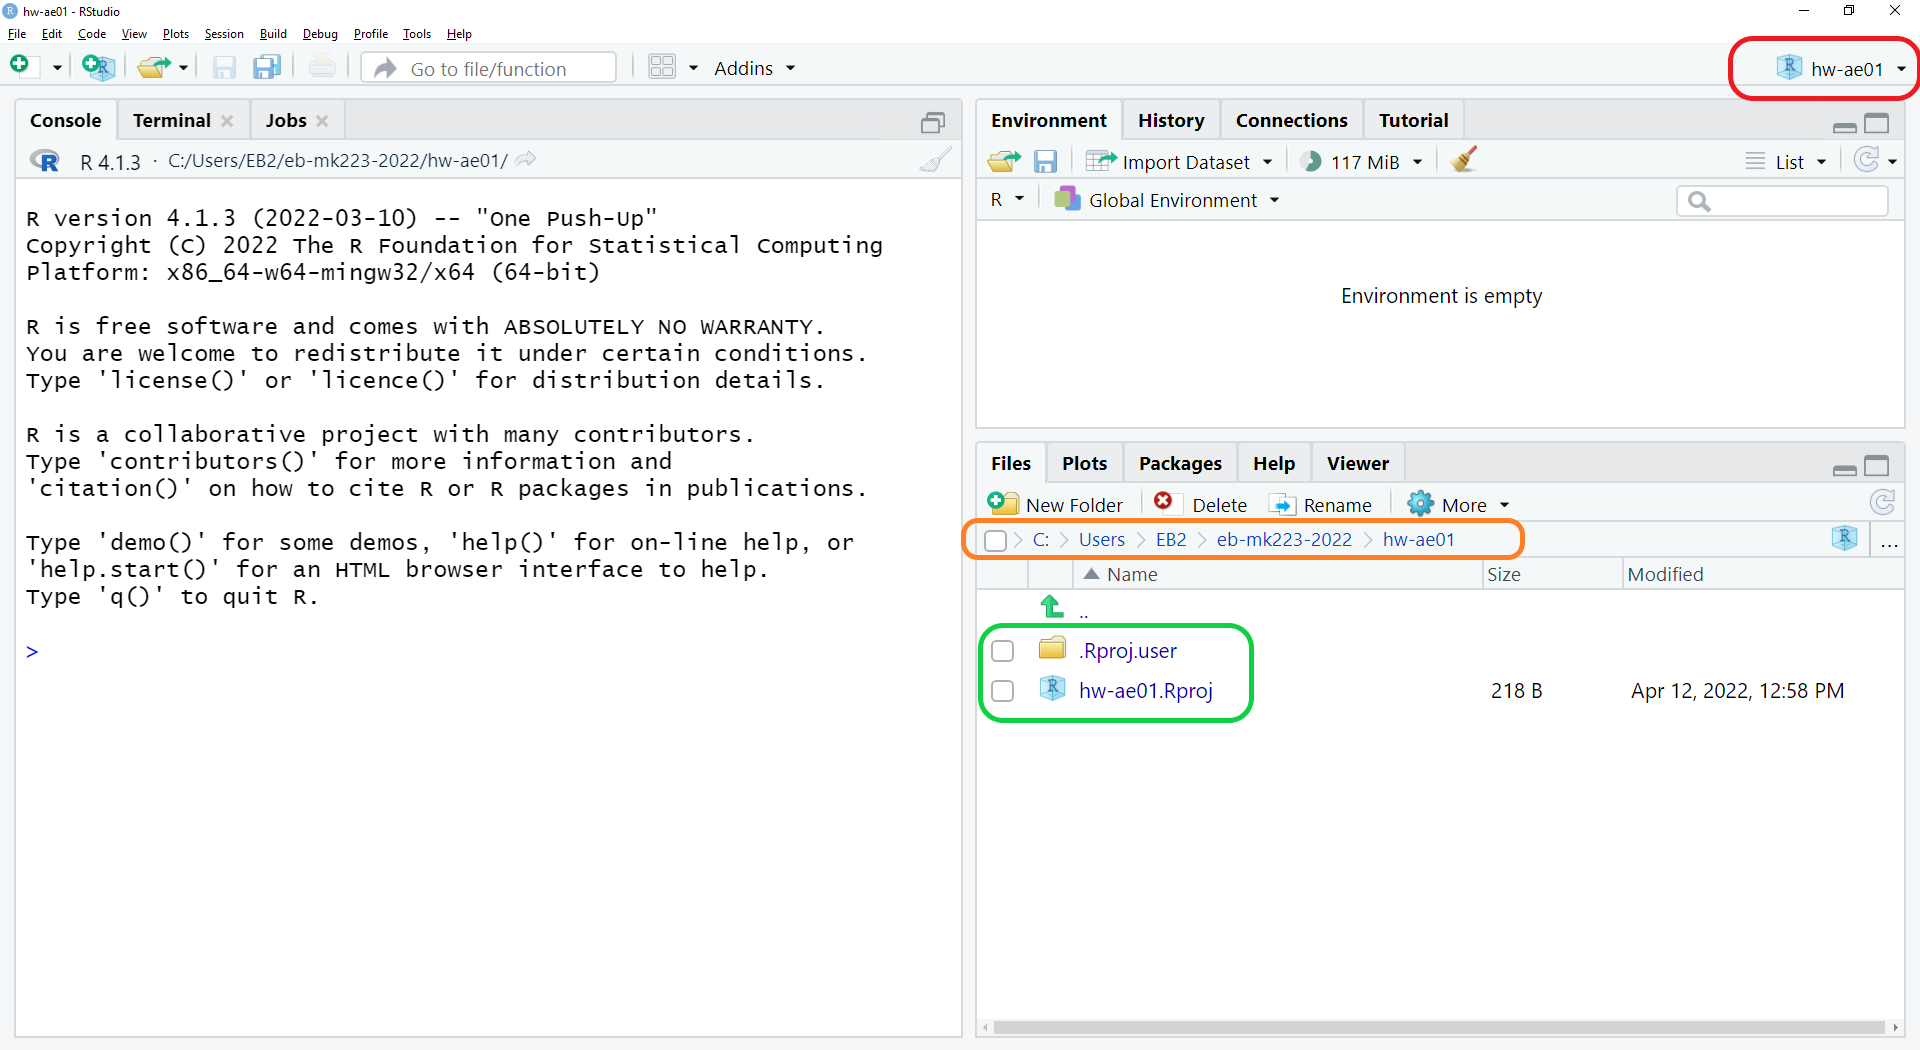 hw-ae01 - RStudio
File Edit Code View Plots Session Build Debug Profile Tools Help
Go to file/function
Addins
hw-ae01
Console Terminal Jobs
R 4.1.3 · C:/Users/EB2/eb-mk223-2022/hw-ae01/
R version 4.1.3 (2022-03-10) -- "One Push-Up"
Copyright (C) 2022 The R Foundation for Statistical Computing
Platform: x86_64-w64-mingw32/x64 (64-bit)
R is free software and comes with ABSOLUTELY NO WARRANTY.
You are welcome to redistribute it under certain conditions.
Type 'license()' or 'licence()' for distribution details.
R is a collaborative project with many contributors.
Type 'contributors()' for more information and
'citation()' on how to cite R or R packages in publications.
Type 'demo()' for some demos, 'help()' for on-line help, or
'help.start()' for an HTML browser interface to help.
Type 'q()' to quit R.
>
Environment History Connections Tutorial
Import Dataset 117 MiB List
R Global Environment
Environment is empty
Files Plots Packages Help Viewer
New Folder Delete Rename More
C: Users EB2 eb-mk223-2022 hw-ae01 ...
Name Size Modified
..
.Rproj.user
hw-ae01.Rproj 218 B Apr 12, 2022, 12:58 PM